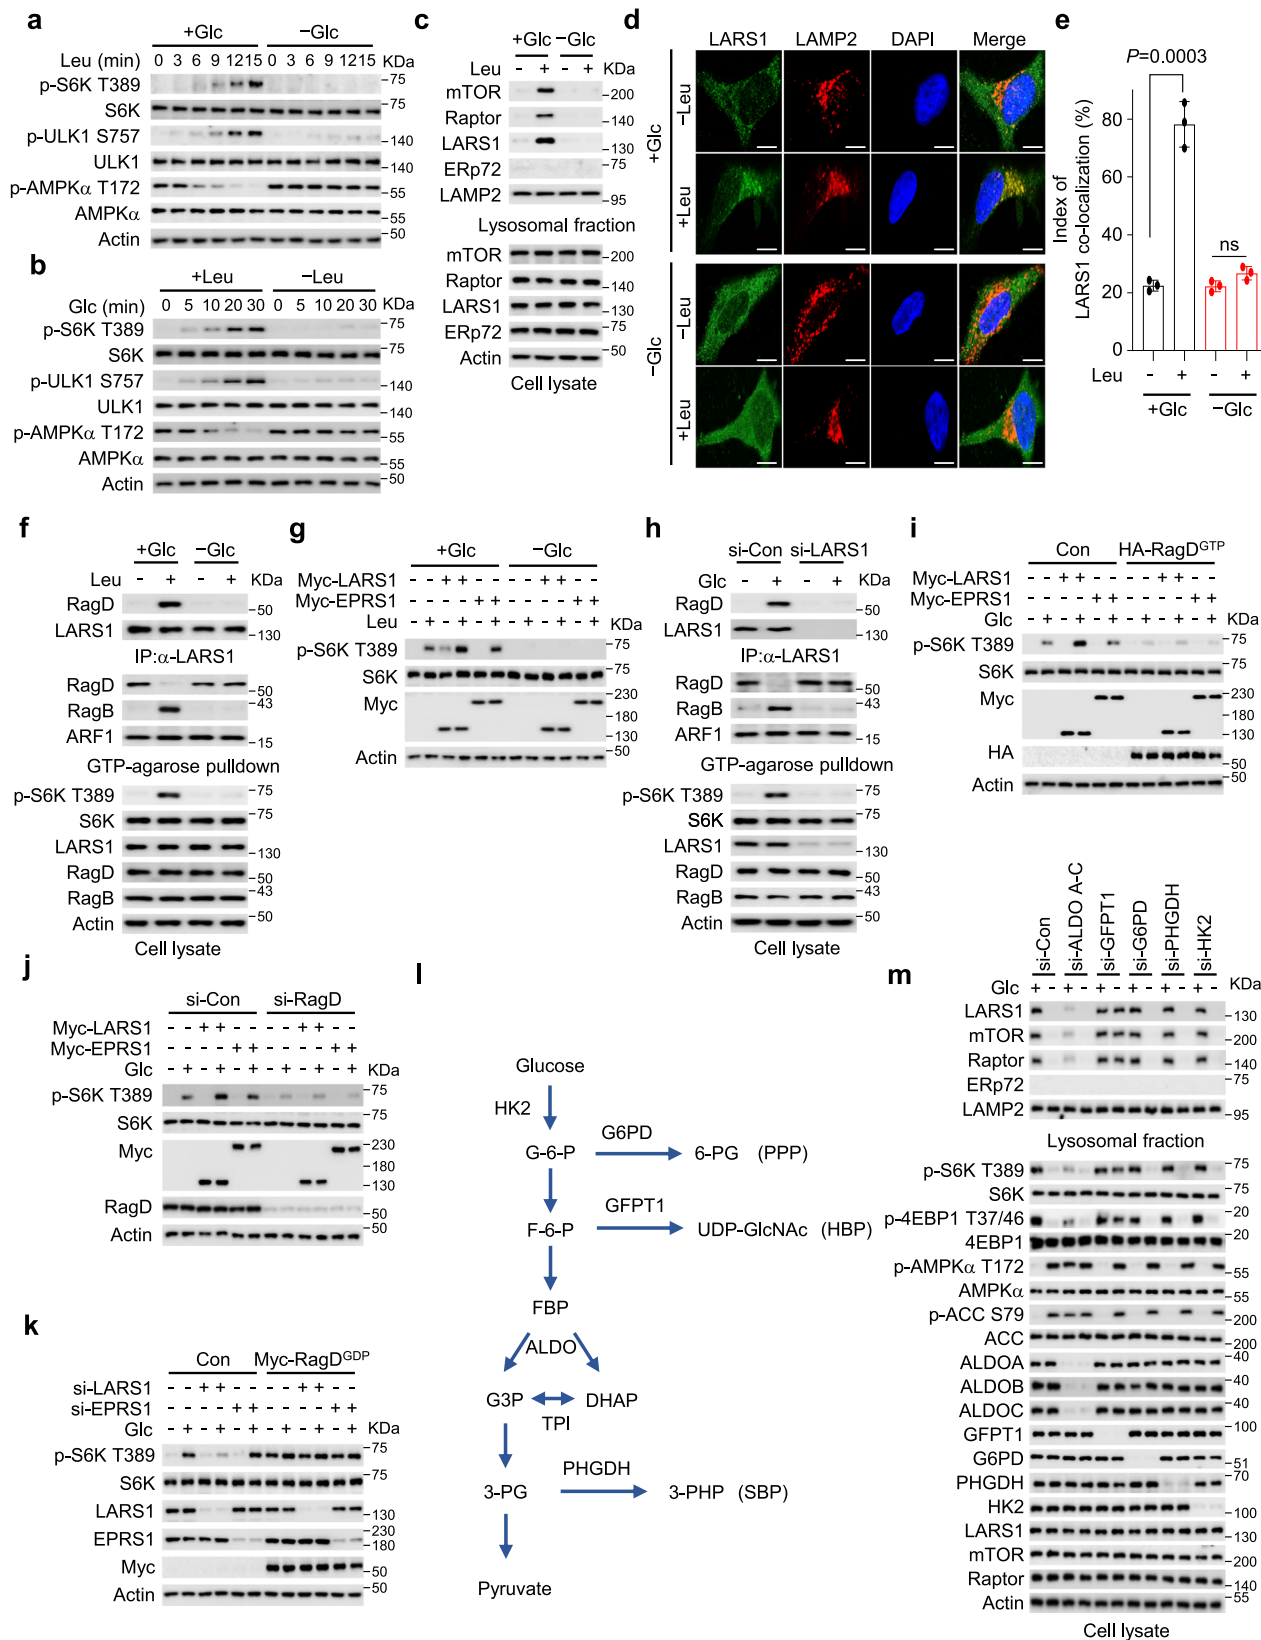 a
+Glc −Glc
Leu (min) 0 3 6 9 12 15 0 3 6 9 12 15 KDa
p-S6K T389 75
S6K 75
p-ULK1 S757 140
ULK1 140
p-AMPKα T172 55
AMPKα 55
Actin 50
b
+Leu −Leu
Glc (min) 0 5 10 20 30 0 5 10 20 30 KDa
p-S6K T389 75
S6K 75
p-ULK1 S757 140
ULK1 140
p-AMPKα T172 55
AMPKα 55
Actin 50
c
+Glc −Glc
Leu - + - + KDa
mTOR 200
Raptor 140
LARS1 130
ERp72 75
LAMP2 95
Lysosomal fraction
mTOR 200
Raptor 140
LARS1 130
ERp72 75
Actin 50
Cell lysate
d
LARS1 LAMP2 DAPI Merge
+Glc −Leu
+Leu
−Glc −Leu
+Leu
e
P=0.0003
Index of
LARS1 co-localization (%)
80
60
40
20
0
ns
Leu - + - +
+Glc −Glc
f
+Glc −Glc
Leu - + - + KDa
RagD 50
LARS1 130
IP:α-LARS1
RagD 50
RagB 43
ARF1 15
GTP-agarose pulldown
p-S6K T389 75
S6K 75
LARS1 130
RagD 50
RagB 43
Actin 50
Cell lysate
g
+Glc −Glc
Myc-LARS1 - - + + - - - - + + - -
Myc-EPRS1 - - - - + + - - - - + +
Leu - + - + - + - + - + - + KDa
p-S6K T389 75
S6K 75
Myc 230
180
130
Actin 50
h
si-Con si-LARS1
Glc - + - + KDa
RagD 50
LARS1 130
IP:α-LARS1
RagD 50
RagB 43
ARF1 15
GTP-agarose pulldown
p-S6K T389 75
S6K 75
LARS1 130
RagD 50
RagB 43
Actin 50
Cell lysate
i
Con HA-RagD^GTP
Myc-LARS1 - - + + - - - - + + - -
Myc-EPRS1 - - - - + + - - - - + +
Glc - + - + - + - + - + - + KDa
p-S6K T389 75
S6K 75
Myc 230
180
130
HA 50
Actin 50
j
si-Con si-RagD
Myc-LARS1 - - + + - - - - + + - -
Myc-EPRS1 - - - - + + - - - - + +
Glc - + - + - + - + - + - + KDa
p-S6K T389 75
S6K 75
Myc 230
180
130
RagD 50
Actin 50
k
Con Myc-RagD^GDP
si-LARS1 - - + + - - - - + + - -
si-EPRS1 - - - - + + - - - - + +
Glc - + - + - + - + - + - + KDa
p-S6K T389 75
S6K 75
LARS1 130
EPRS1 230
180
Myc 50
Actin 50
l
Glucose
HK2
G-6-P G6PD 6-PG (PPP)
F-6-P GFPT1 UDP-GlcNAc (HBP)
FBP
ALDO
G3P DHAP
TPI
3-PG PHGDH 3-PHP (SBP)
Pyruvate
m
si-Con si-ALDO A-C si-GFPT1 si-G6PD si-PHGDH si-HK2
Glc + - + - + - + - + - + - KDa
LARS1 130
mTOR 200
Raptor 140
ERp72 75
LAMP2 95
Lysosomal fraction
p-S6K T389 75
S6K 75
p-4EBP1 T37/46 20
4EBP1 20
p-AMPKα T172 55
AMPKα 55
p-ACC S79 200
ACC 200
ALDOA 40
ALDOB 40
ALDOC 40
GFPT1 100
G6PD 51
PHGDH 70
HK2 100
LARS1 130
mTOR 200
Raptor 140
Actin 55
Cell lysate